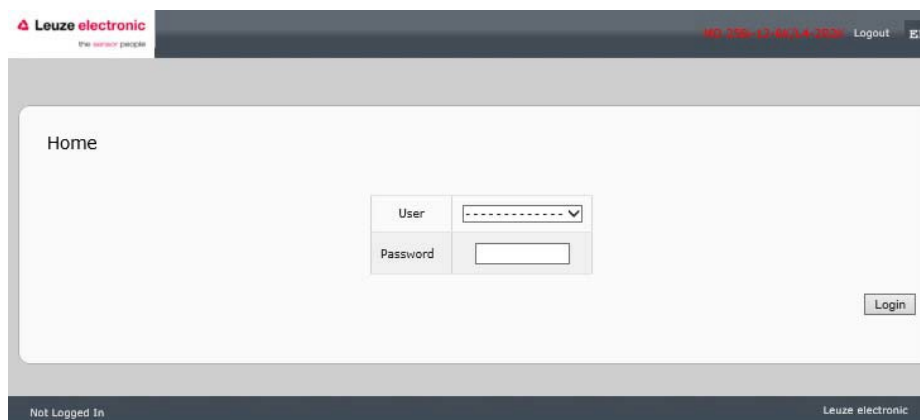 Leuze electronic
the sensor people
Logout
Home
User
- - - - - - - - - - - - -
Password
Login
Not Logged In
Leuze electronic